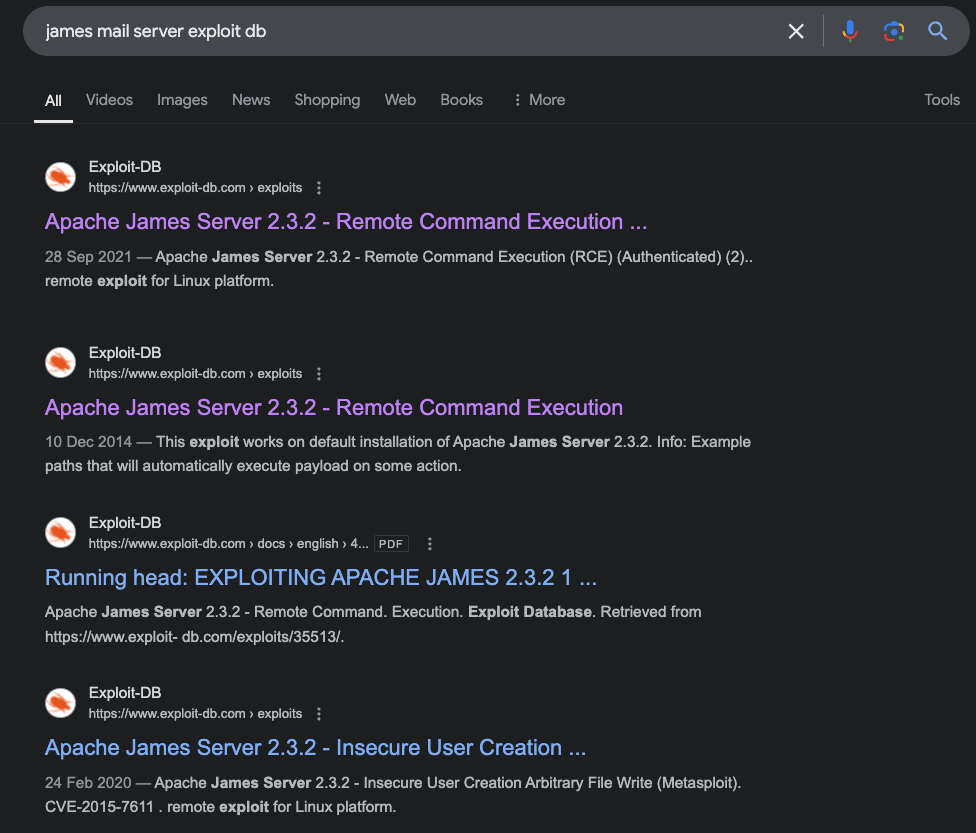 james mail server exploit db
All Videos Images News Shopping Web Books More Tools
Exploit-DB
https://www.exploit-db.com › exploits
Apache James Server 2.3.2 - Remote Command Execution ...
28 Sep 2021 — Apache James Server 2.3.2 - Remote Command Execution (RCE) (Authenticated) (2)..
remote exploit for Linux platform.
Exploit-DB
https://www.exploit-db.com › exploits
Apache James Server 2.3.2 - Remote Command Execution
10 Dec 2014 — This exploit works on default installation of Apache James Server 2.3.2. Info: Example
paths that will automatically execute payload on some action.
Exploit-DB
https://www.exploit-db.com › docs › english › 4... PDF
Running head: EXPLOITING APACHE JAMES 2.3.2 1 ...
Apache James Server 2.3.2 - Remote Command. Execution. Exploit Database. Retrieved from
https://www.exploit- db.com/exploits/35513/.
Exploit-DB
https://www.exploit-db.com › exploits
Apache James Server 2.3.2 - Insecure User Creation ...
24 Feb 2020 — Apache James Server 2.3.2 - Insecure User Creation Arbitrary File Write (Metasploit).
CVE-2015-7611 . remote exploit for Linux platform.